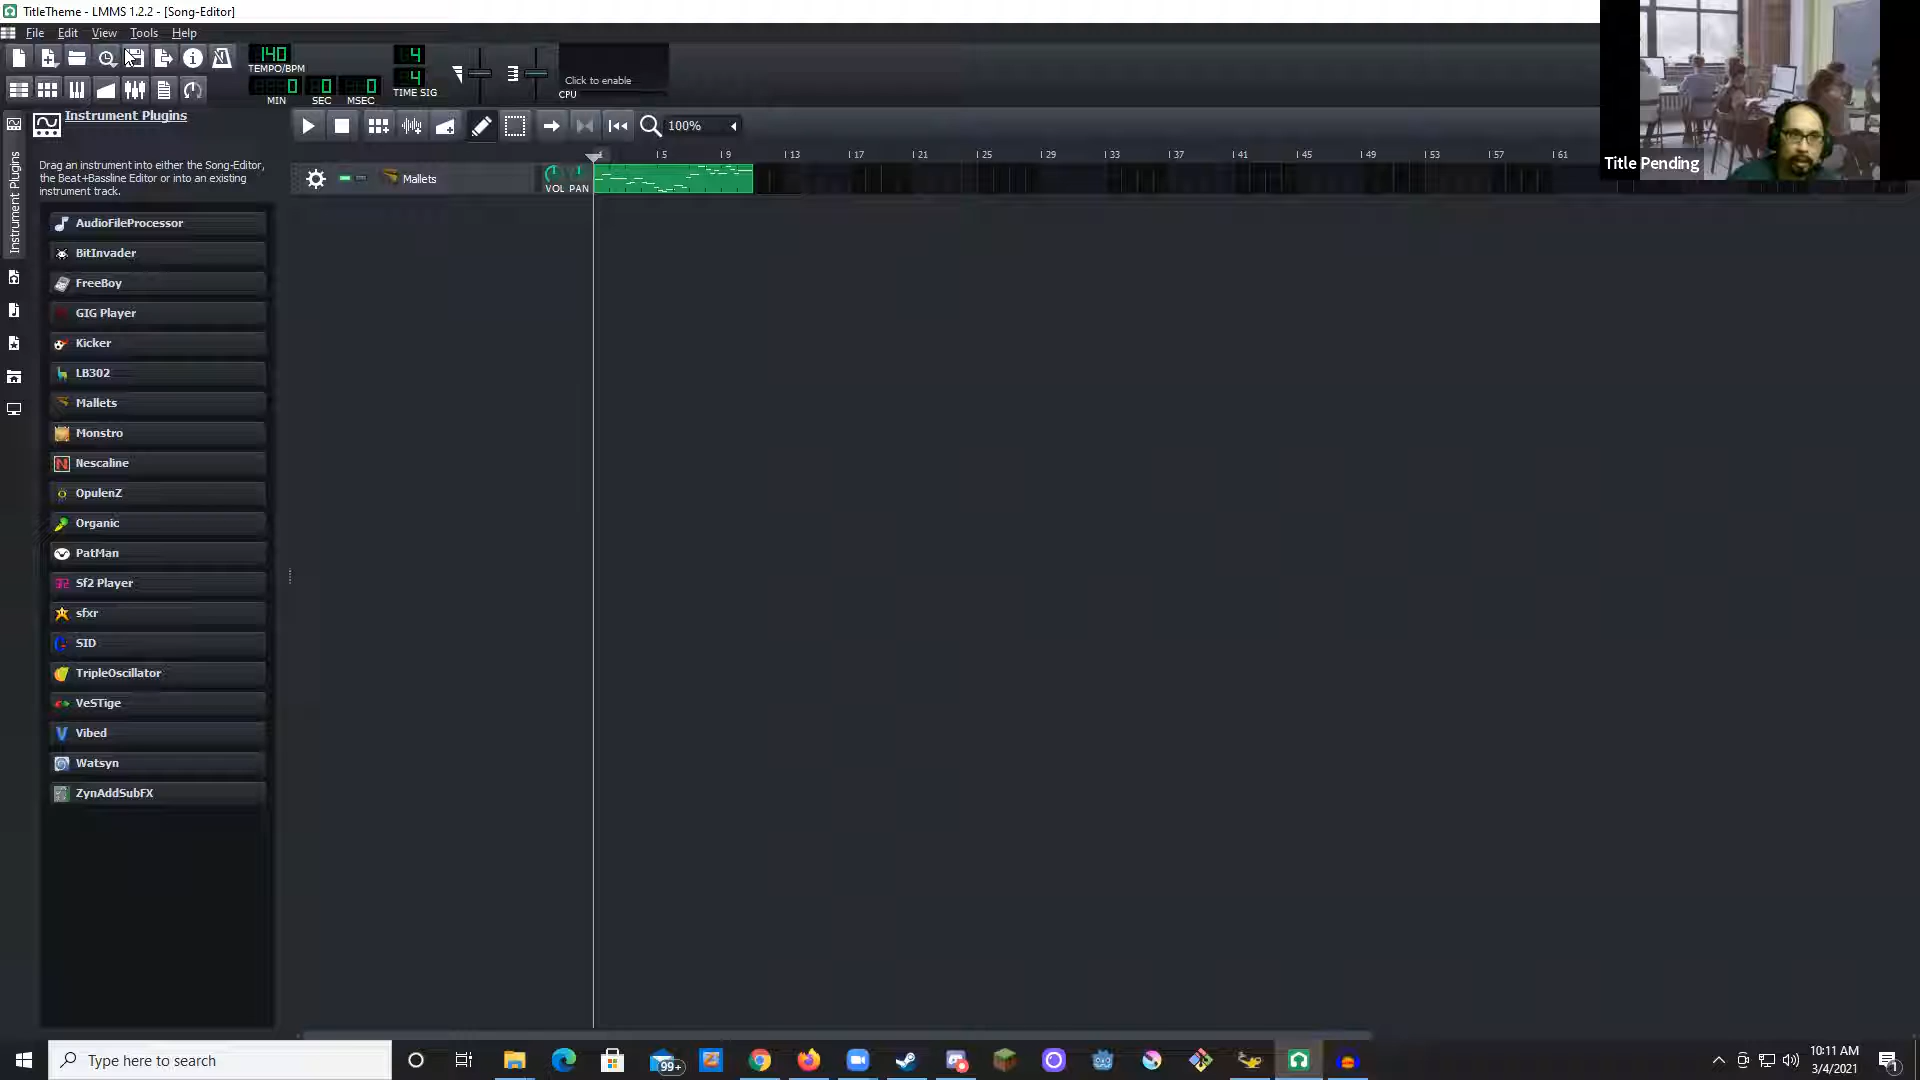 TitleTheme - LMMS 1.2.2 - [Song-Editor]
File Edit View Tools Help
140
TEMPO/BPM
0 0 0
MIN SEC MSEC
4
4
TIME SIG
Click to enable
CPU
Title Pending
Instrument Plugins
Instrument Plugins
Drag an instrument into either the Song-Editor,
the Beat+Bassline Editor or into an existing
instrument track.
100%
1 5 9 13 17 21 25 29 33 37 41 45 49 53 57 61
Mallets
VOL PAN
AudioFileProcessor
BitInvader
FreeBoy
GIG Player
Kicker
LB302
Mallets
Monstro
Nescaline
OpulenZ
Organic
PatMan
Sf2 Player
sfxr
SID
TripleOscillator
VeSTige
Vibed
Watsyn
ZynAddSubFX
Type here to search
99+
10:11 AM
3/4/2021
1